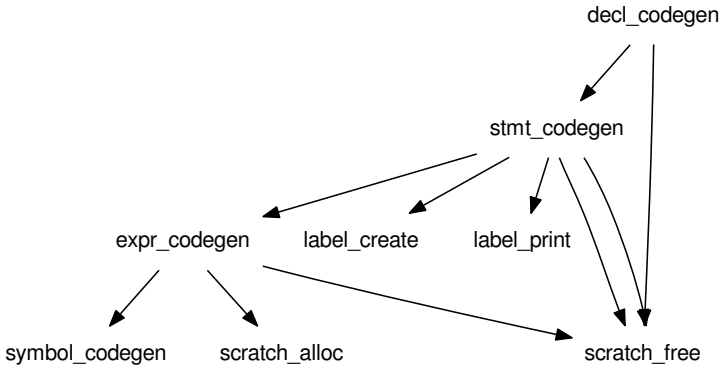 decl_codegen
stmt_codegen
expr_codegen
label_create
label_print
symbol_codegen
scratch_alloc
scratch_free